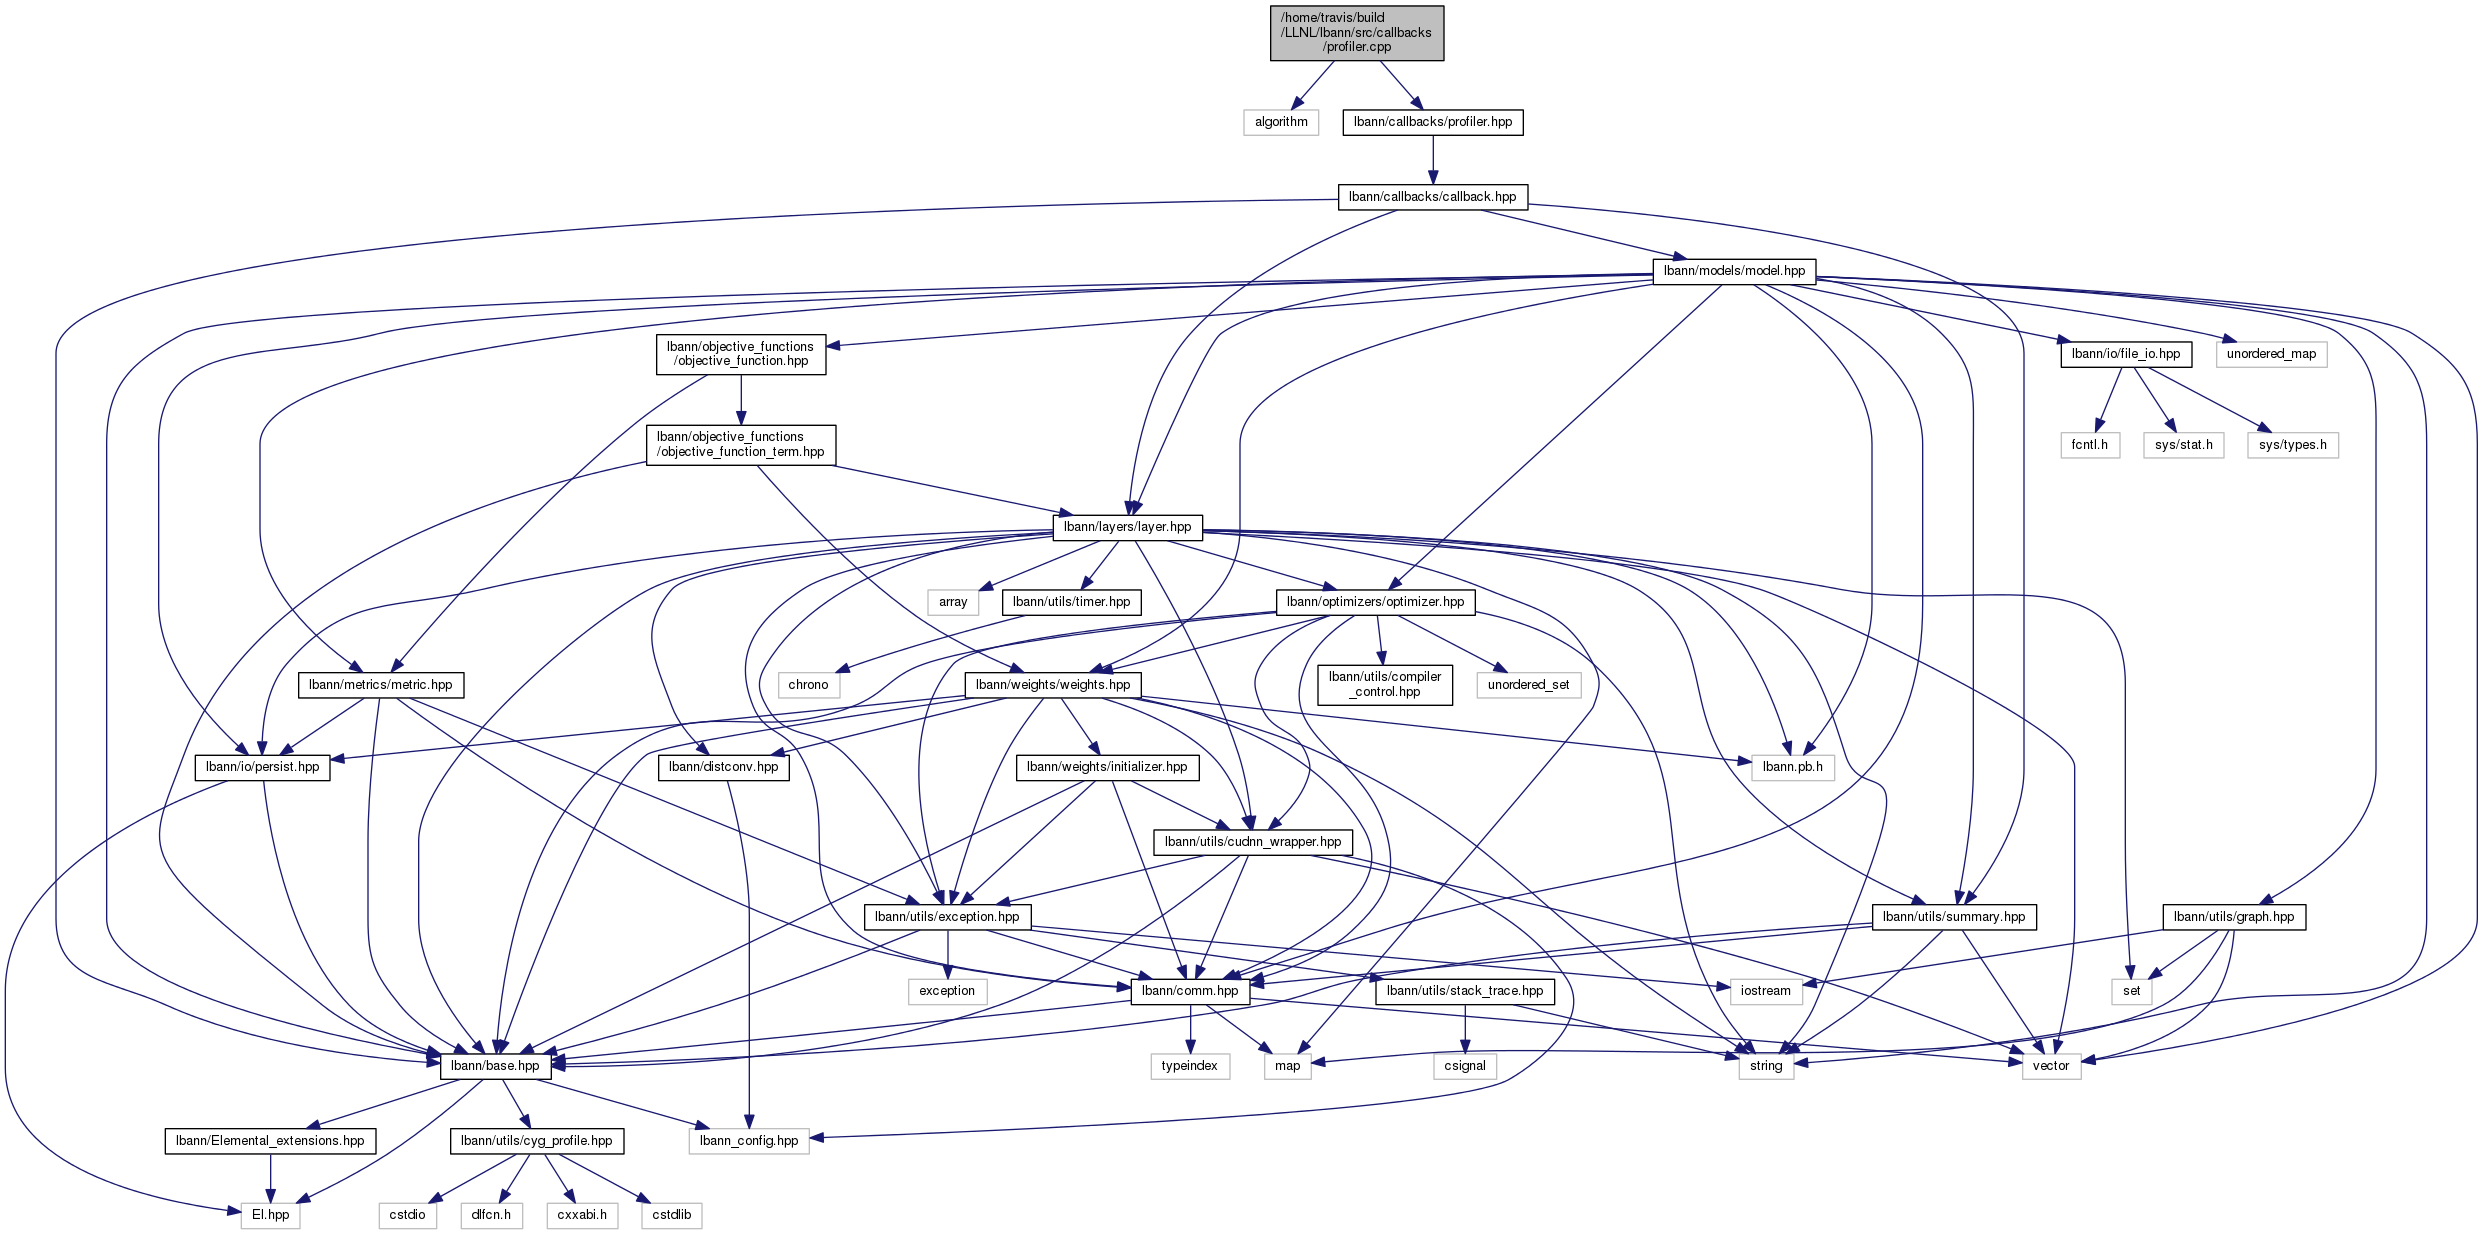 /home/travis/build
/LLNL/lbann/src/callbacks
/profiler.cpp
algorithm
lbann/callbacks/profiler.hpp
lbann/callbacks/callback.hpp
lbann/models/model.hpp
lbann/objective_functions
/objective_function.hpp
lbann/io/file_io.hpp
unordered_map
lbann/objective_functions
/objective_function_term.hpp
fcntl.h
sys/stat.h
sys/types.h
lbann/layers/layer.hpp
array
lbann/utils/timer.hpp
lbann/optimizers/optimizer.hpp
lbann/metrics/metric.hpp
chrono
lbann/weights/weights.hpp
lbann/utils/compiler
_control.hpp
unordered_set
lbann/io/persist.hpp
lbann/distconv.hpp
lbann/weights/initializer.hpp
lbann.pb.h
lbann/utils/cudnn_wrapper.hpp
lbann/utils/exception.hpp
lbann/utils/summary.hpp
lbann/utils/graph.hpp
exception
lbann/comm.hpp
lbann/utils/stack_trace.hpp
iostream
set
lbann/base.hpp
typeindex
map
csignal
string
vector
lbann/Elemental_extensions.hpp
lbann/utils/cyg_profile.hpp
lbann_config.hpp
El.hpp
cstdio
dlfcn.h
cxxabi.h
cstdlib